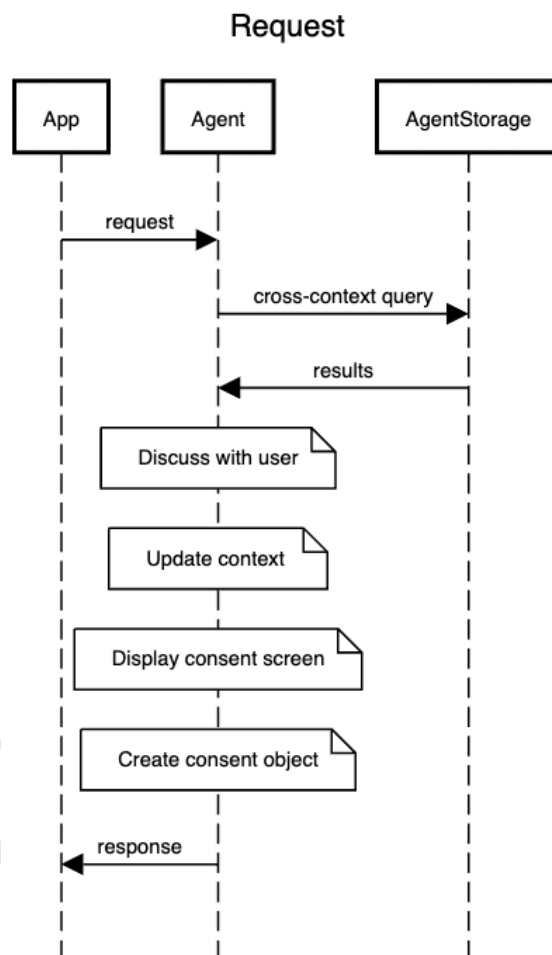 Request
App
Agent
AgentStorage
request
cross-context query
results
Discuss with user
Update context
Display consent screen
Create consent object
response